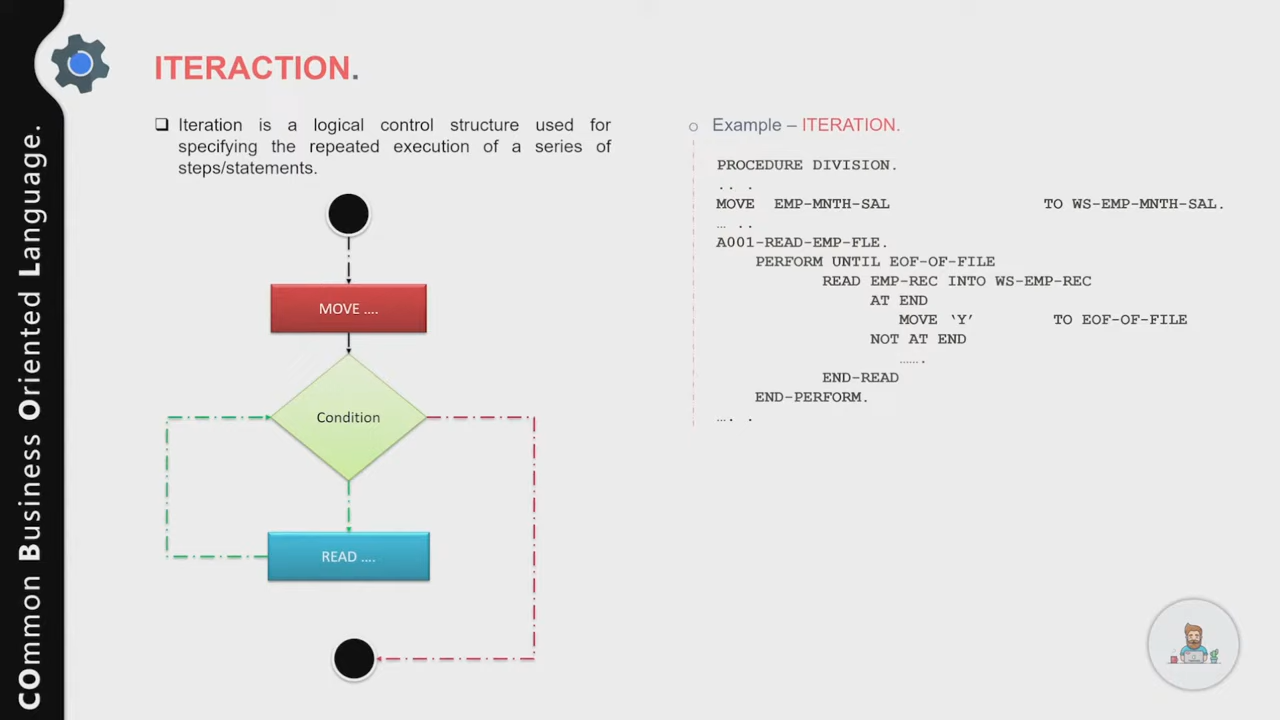 COmmon Business Oriented Language.
ITERACTION.
❑ Iteration is a logical control structure used for
specifying the repeated execution of a series of
steps/statements.
MOVE ....
Condition
READ ....
○ Example – ITERATION.
PROCEDURE DIVISION.
.. .
MOVE EMP-MNTH-SAL TO WS-EMP-MNTH-SAL.
… ..
A001-READ-EMP-FLE.
PERFORM UNTIL EOF-OF-FILE
READ EMP-REC INTO WS-EMP-REC
AT END
MOVE ‘Y’ TO EOF-OF-FILE
NOT AT END
…….
END-READ
END-PERFORM.
…. .